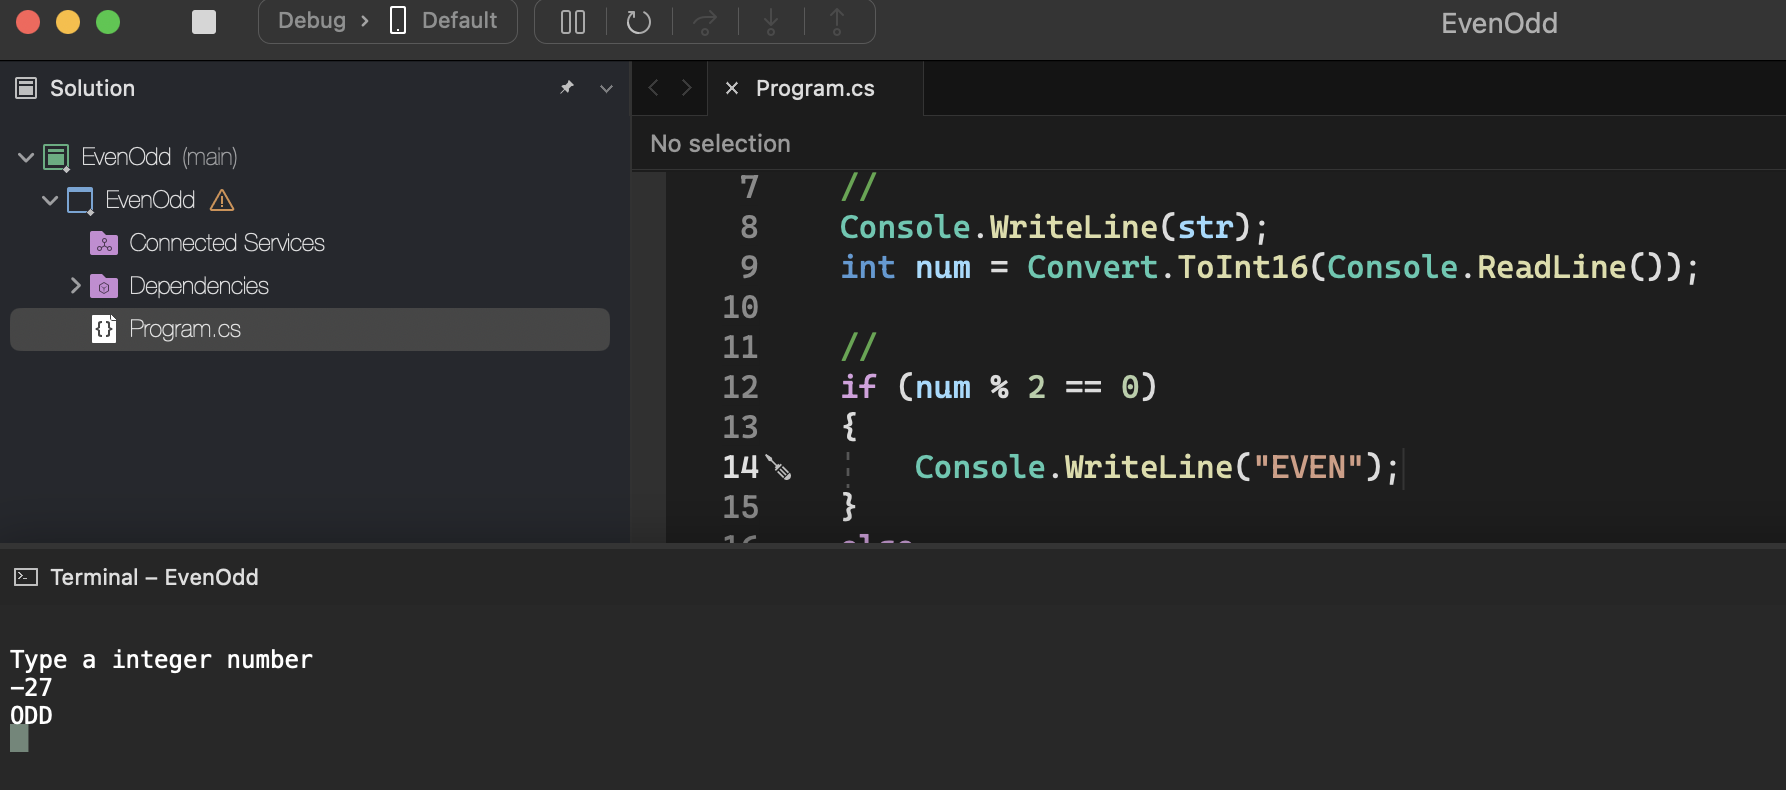 Debug › Default
EvenOdd
Solution
Program.cs
EvenOdd (main)
EvenOdd
Connected Services
Dependencies
Program.cs
No selection
7 //
8 Console.WriteLine(str);
9 int num = Convert.ToInt16(Console.ReadLine());
10
11 //
12 if (num % 2 == 0)
13 {
14 Console.WriteLine("EVEN");
15 }
16 else
Terminal – EvenOdd
Type a integer number
-27
ODD